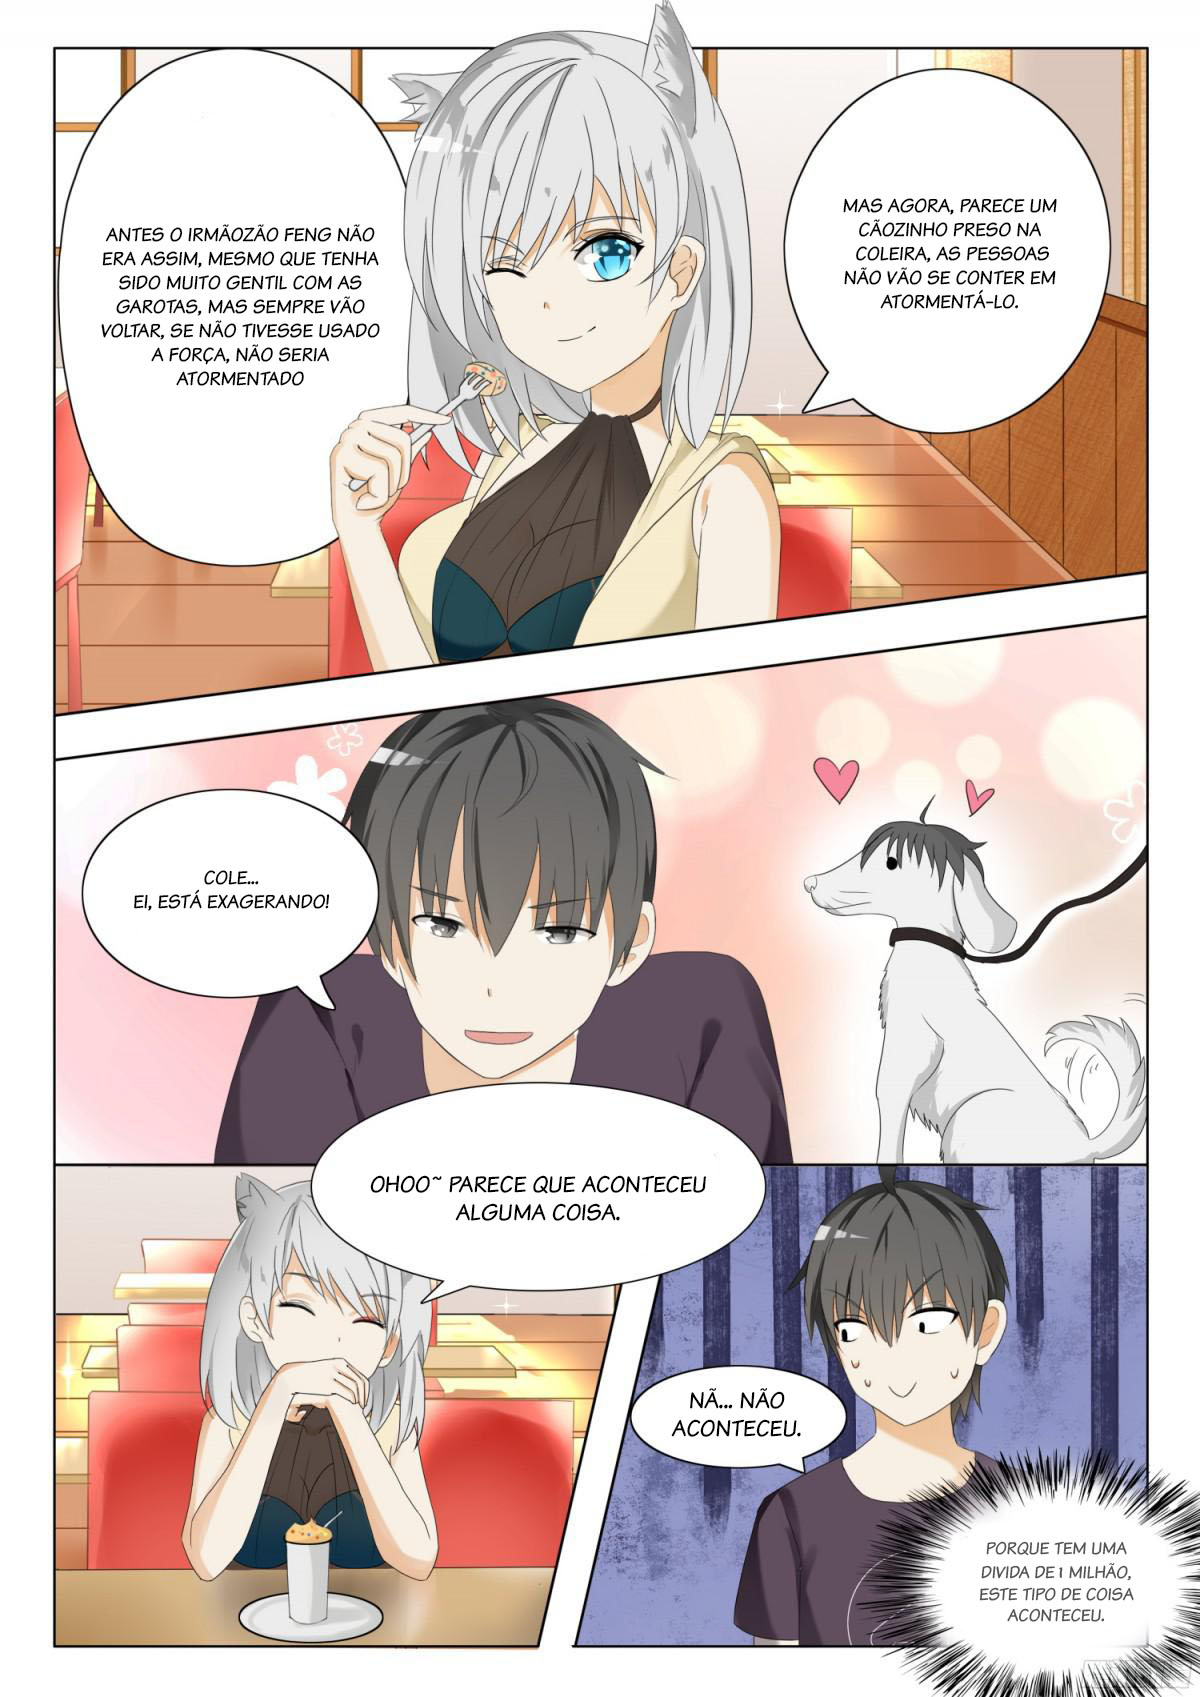 ANTES O IRMÃOZÃO FENG NÃO
ERA ASSIM, MESMO QUE TENHA
SIDO MUITO GENTIL COM AS
GAROTAS, MAS SEMPRE VÃO
VOLTAR, SE NÃO TIVESSE USADO
A FORÇA, NÃO SERIA
ATORMENTADO
MAS AGORA, PARECE UM
CÃOZINHO PRESO NA
COLEIRA, AS PESSOAS
NÃO VÃO SE CONTER EM
ATORMENTÁ-LO.
COLE...
EI, ESTÁ EXAGERANDO!
OHOO~ PARECE QUE ACONTECEU
ALGUMA COISA.
NÃ... NÃO
ACONTECEU.
PORQUE TEM UMA
DIVIDA DE 1 MILHÃO,
ESTE TIPO DE COISA
ACONTECEU.